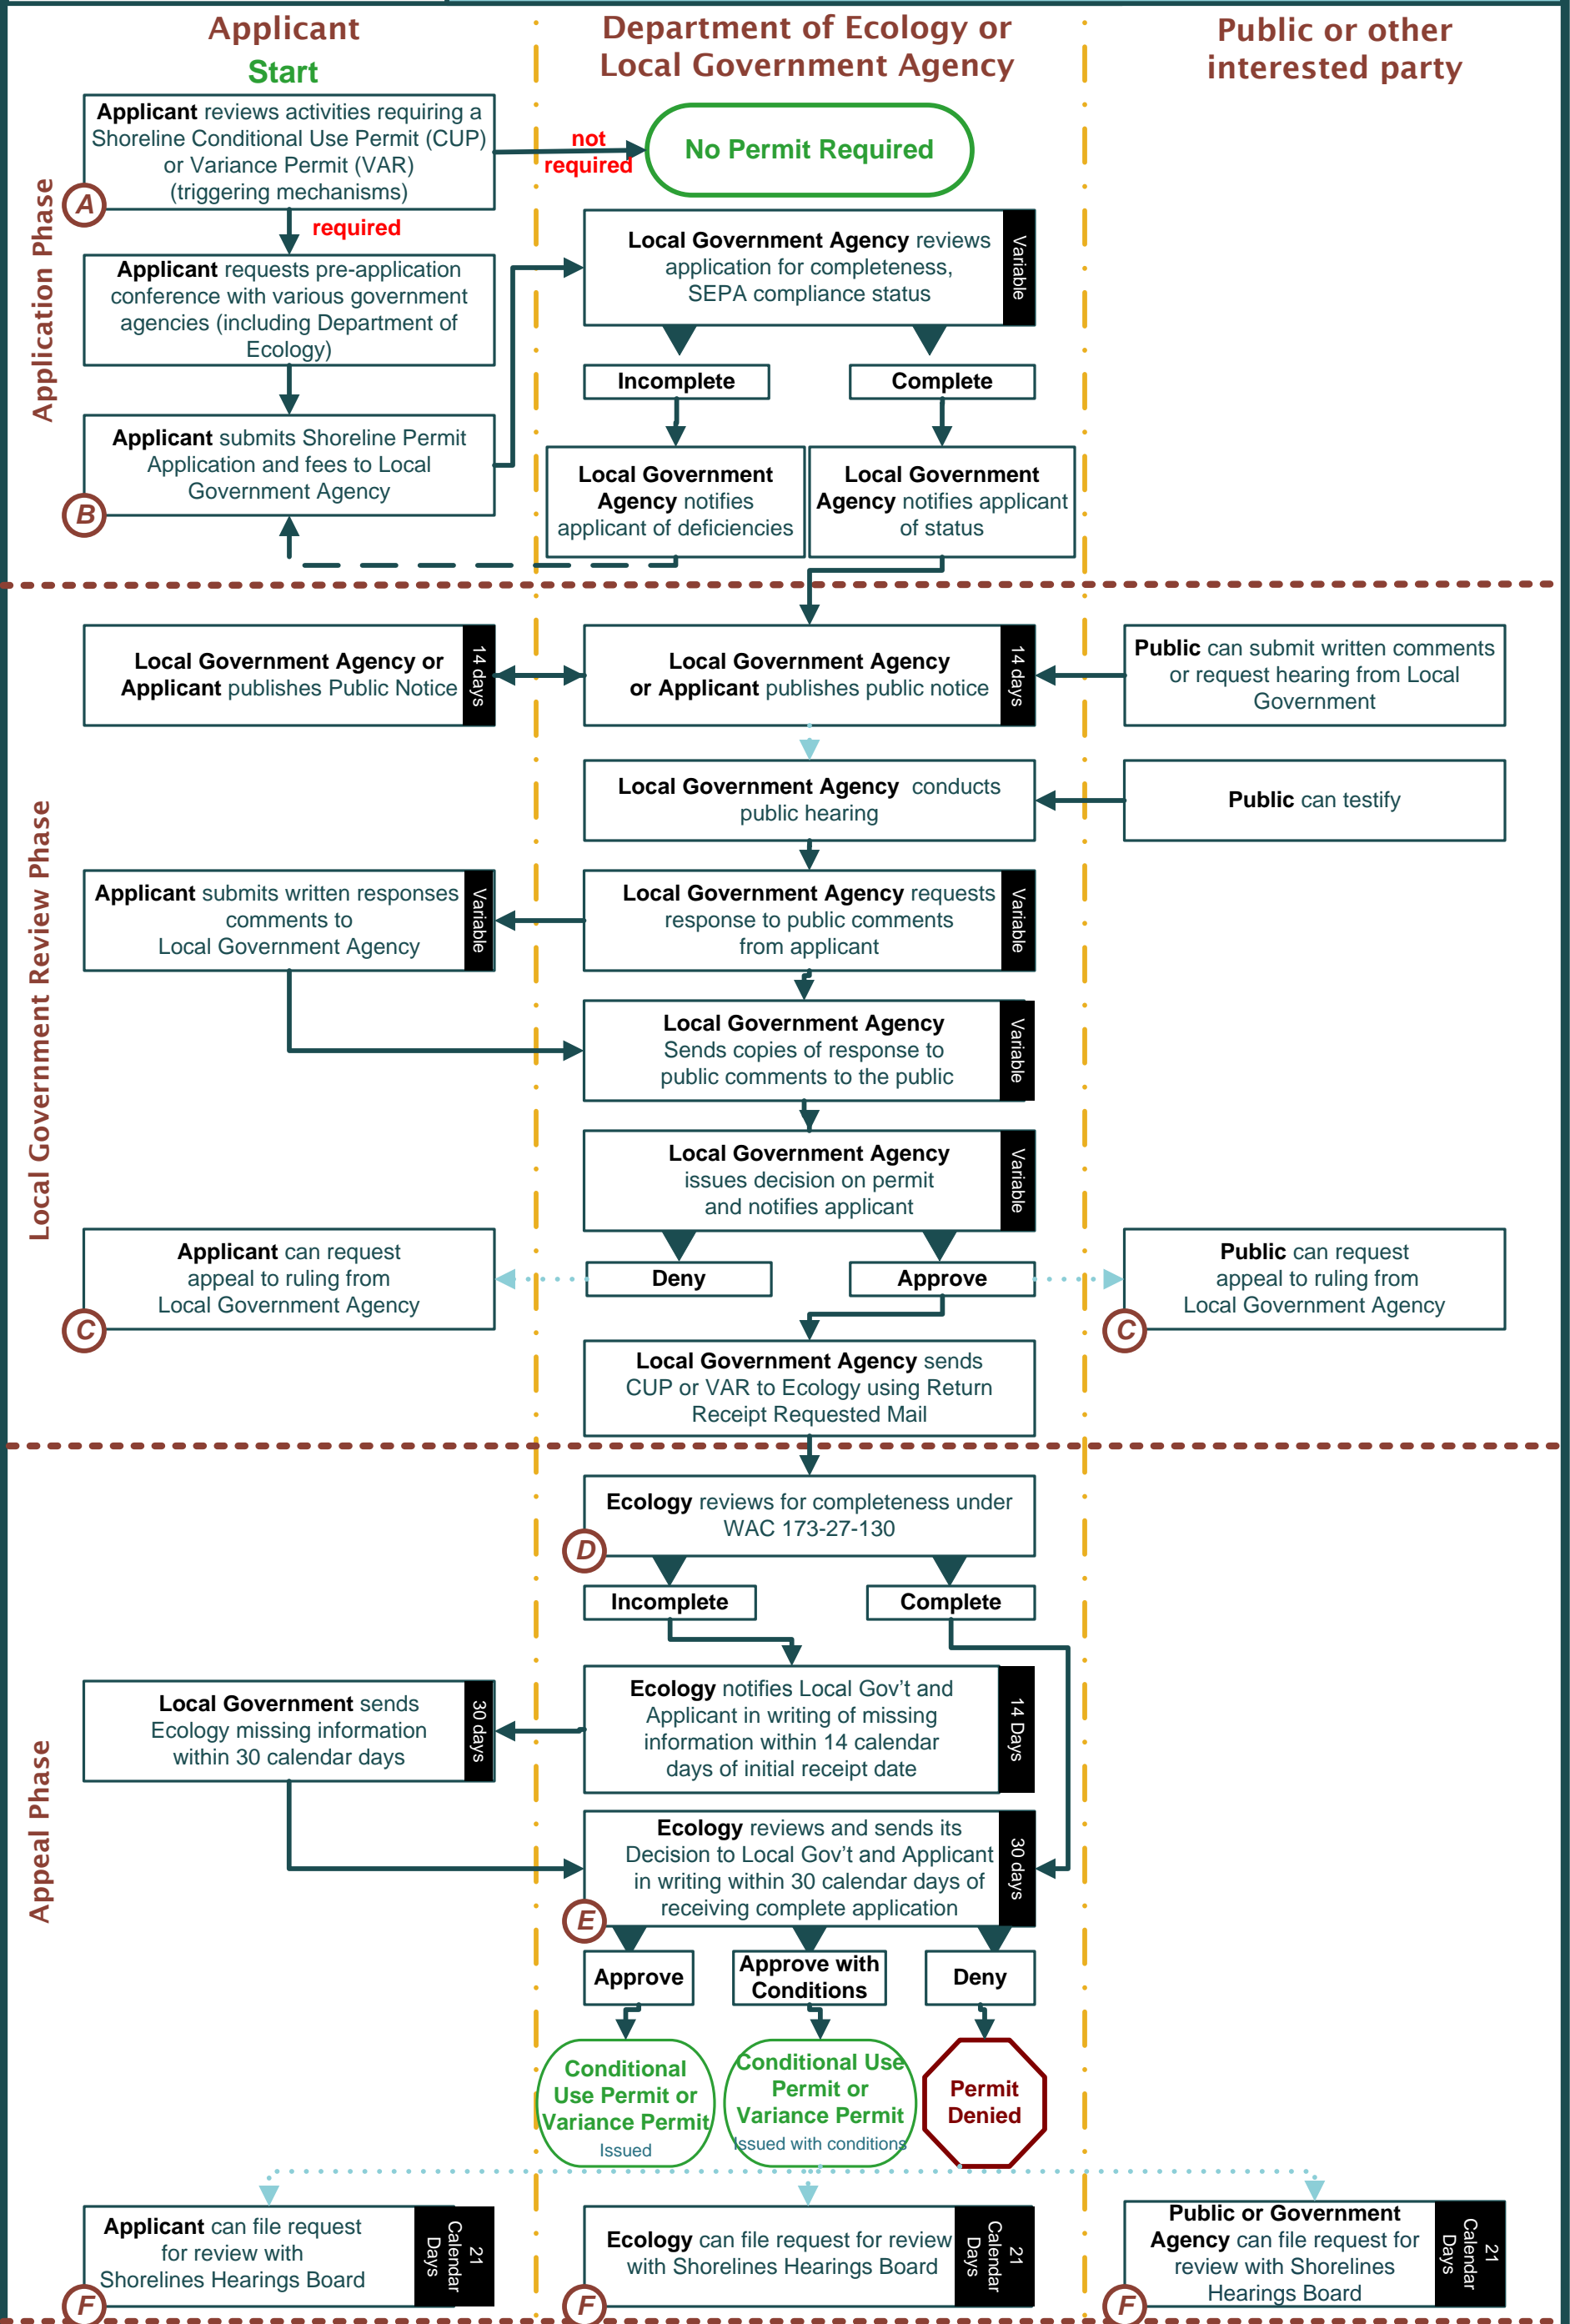 Applicant
Start
Department of Ecology or
Local Government Agency
Public or other
interested party
Application Phase
Applicant reviews activities requiring a
Shoreline Conditional Use Permit (CUP)
or Variance Permit (VAR)
(triggering mechanisms)
A
not
required
No Permit Required
required
Applicant requests pre-application
conference with various government
agencies (including Department of
Ecology)
Applicant submits Shoreline Permit
Application and fees to Local
Government Agency
B
Local Government Agency reviews
application for completeness,
SEPA compliance status
Variable
Incomplete
Complete
Local Government
Agency notifies
applicant of deficiencies
Local Government
Agency notifies applicant
of status
Local Government Review Phase
Local Government Agency or
Applicant publishes Public Notice
14 days
Local Government Agency
or Applicant publishes public notice
14 days
Public can submit written comments
or request hearing from Local
Government
Local Government Agency conducts
public hearing
Public can testify
Applicant submits written responses
comments to
Local Government Agency
Variable
Local Government Agency requests
response to public comments
from applicant
Variable
Local Government Agency
Sends copies of response to
public comments to the public
Variable
Local Government Agency
issues decision on permit
and notifies applicant
Variable
Applicant can request
appeal to ruling from
Local Government Agency
C
Deny
Approve
Public can request
appeal to ruling from
Local Government Agency
C
Local Government Agency sends
CUP or VAR to Ecology using Return
Receipt Requested Mail
Appeal Phase
Ecology reviews for completeness under
WAC 173-27-130
D
Incomplete
Complete
Local Government sends
Ecology missing information
within 30 calendar days
30 days
Ecology notifies Local Gov’t and
Applicant in writing of missing
information within 14 calendar
days of initial receipt date
14 Days
Ecology reviews and sends its
Decision to Local Gov’t and Applicant
in writing within 30 calendar days of
receiving complete application
30 days
E
Approve
Approve with
Conditions
Deny
Conditional
Use Permit or
Variance Permit
Issued
Conditional Use
Permit or
Variance Permit
Issued with conditions
Permit
Denied
Applicant can file request
for review with
Shorelines Hearings Board
21
Calendar
Days
F
Ecology can file request for review
with Shorelines Hearings Board
21
Calendar
Days
F
Public or Government
Agency can file request for
review with Shorelines
Hearings Board
21
Calendar
Days
F